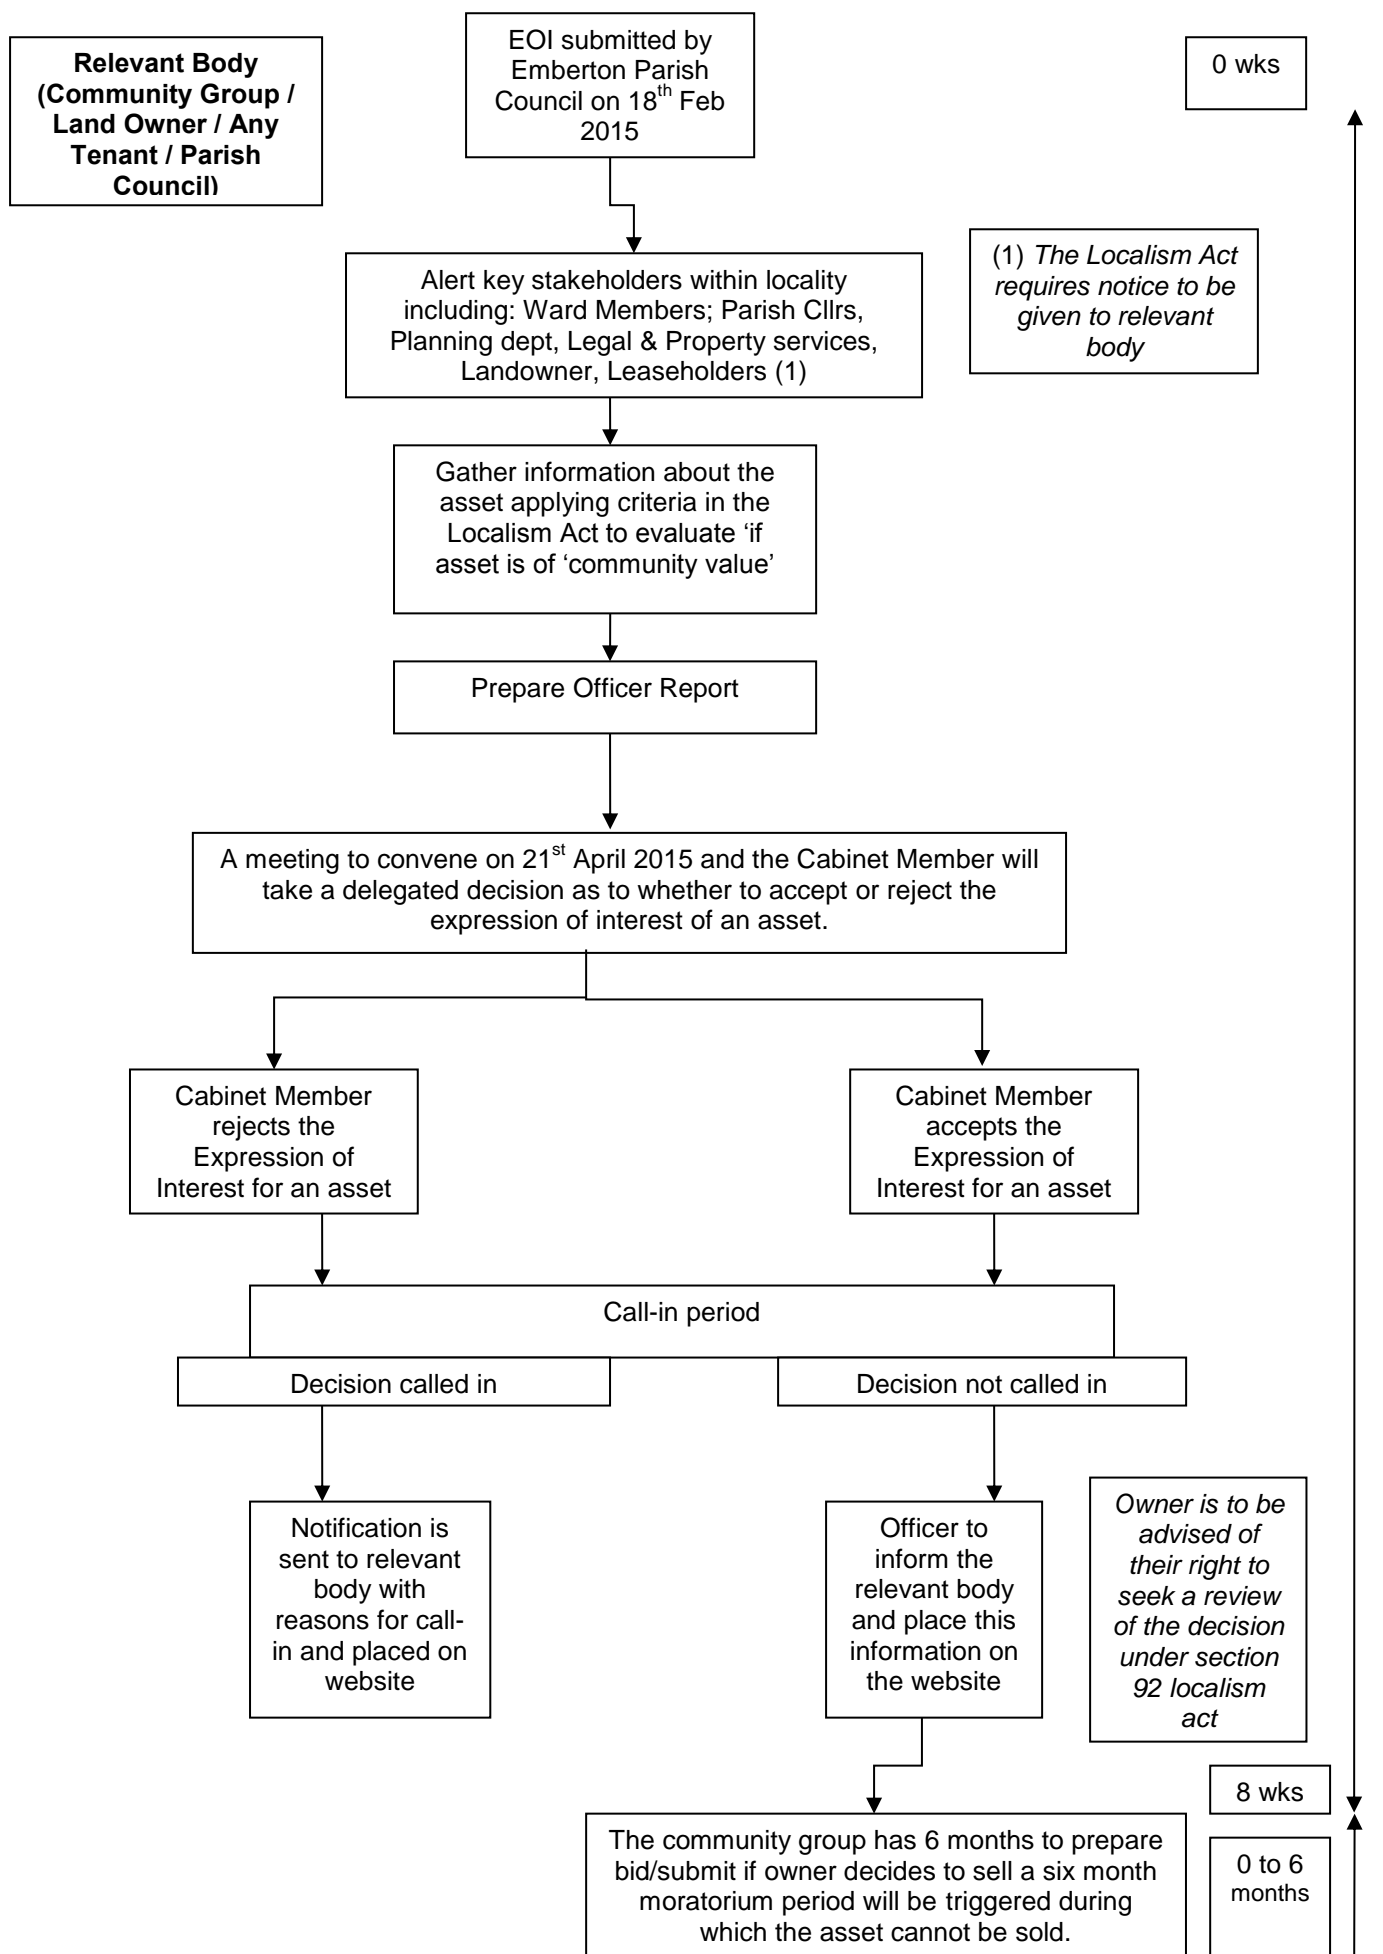 Relevant Body
(Community Group /
Land Owner / Any
Tenant / Parish
Council)
EOI submitted by
Emberton Parish
Council on 18th Feb
2015
0 wks
(1) The Localism Act
requires notice to be
given to relevant
body
Alert key stakeholders within locality
including: Ward Members; Parish Cllrs,
Planning dept, Legal & Property services,
Landowner, Leaseholders (1)
Gather information about the
asset applying criteria in the
Localism Act to evaluate ‘if
asset is of ‘community value’
Prepare Officer Report
A meeting to convene on 21st April 2015 and the Cabinet Member will
take a delegated decision as to whether to accept or reject the
expression of interest of an asset.
Cabinet Member
rejects the
Expression of
Interest for an asset
Cabinet Member
accepts the
Expression of
Interest for an asset
Call-in period
Decision called in
Decision not called in
Notification is
sent to relevant
body with
reasons for call-
in and placed on
website
Officer to
inform the
relevant body
and place this
information on
the website
Owner is to be
advised of
their right to
seek a review
of the decision
under section
92 localism
act
8 wks
The community group has 6 months to prepare
bid/submit if owner decides to sell a six month
moratorium period will be triggered during
which the asset cannot be sold.
0 to 6
months